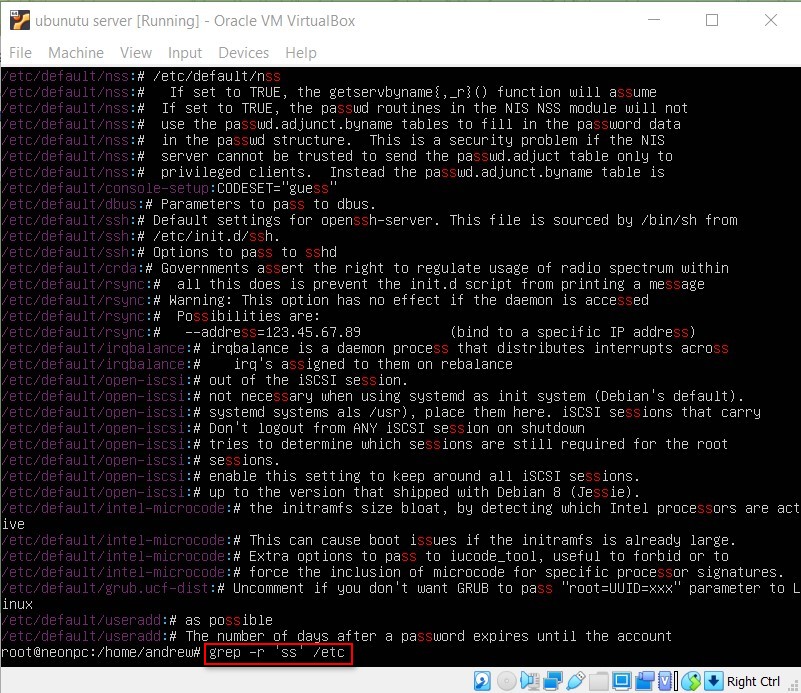 ubunutu server [Running] - Oracle VM VirtualBox
File Machine View Input Devices Help
/etc/default/nss:# /etc/default/nss
/etc/default/nss:#   If set to TRUE, the getservbyname{,_r}() function will assume
/etc/default/nss:#  If set to TRUE, the passwd routines in the NIS NSS module will not
/etc/default/nss:#  use the passwd.adjunct.byname tables to fill in the password data
/etc/default/nss:#  in the passwd structure.  This is a security problem if the NIS
/etc/default/nss:#  server cannot be trusted to send the passwd.adjuct table only to
/etc/default/nss:#  privileged clients.  Instead the passwd.adjunct.byname table is
/etc/default/console-setup:CODESET="guess"
/etc/default/dbus:# Parameters to pass to dbus.
/etc/default/ssh:# Default settings for openssh-server. This file is sourced by /bin/sh from
/etc/default/ssh:# /etc/init.d/ssh.
/etc/default/ssh:# Options to pass to sshd
/etc/default/crda:# Governments assert the right to regulate usage of radio spectrum within
/etc/default/rsync:#  all this does is prevent the init.d script from printing a message
/etc/default/rsync:# Warning: This option has no effect if the daemon is accessed
/etc/default/rsync:#  Possibilities are:
/etc/default/rsync:#   --address=123.45.67.89           (bind to a specific IP address)
/etc/default/irqbalance:# irqbalance is a daemon process that distributes interrupts across
/etc/default/irqbalance:#    irq's assigned to them on rebalance
/etc/default/open-iscsi:# out of the iSCSI session.
/etc/default/open-iscsi:# not necessary when using systemd as init system (Debian's default).
/etc/default/open-iscsi:# systemd systems als /usr), place them here. iSCSI sessions that carry
/etc/default/open-iscsi:# Don't logout from ANY iSCSI session on shutdown
/etc/default/open-iscsi:# tries to determine which sessions are still required for the root
/etc/default/open-iscsi:# sessions.
/etc/default/open-iscsi:# enable this setting to keep around all iSCSI sessions.
/etc/default/open-iscsi:# up to the version that shipped with Debian 8 (Jessie).
/etc/default/intel-microcode:# the initramfs size bloat, by detecting which Intel processors are act
ive
/etc/default/intel-microcode:# This can cause boot issues if the initramfs is already large.
/etc/default/intel-microcode:# Extra options to pass to iucode_tool, useful to forbid or to
/etc/default/intel-microcode:# force the inclusion of microcode for specific processor signatures.
/etc/default/grub.ucf-dist:# Uncomment if you don't want GRUB to pass "root=UUID=xxx" parameter to L
inux
/etc/default/useradd:# as possible
/etc/default/useradd:# The number of days after a password expires until the account
root@neonpc:/home/andrew# grep -r 'ss' /etc
Right Ctrl